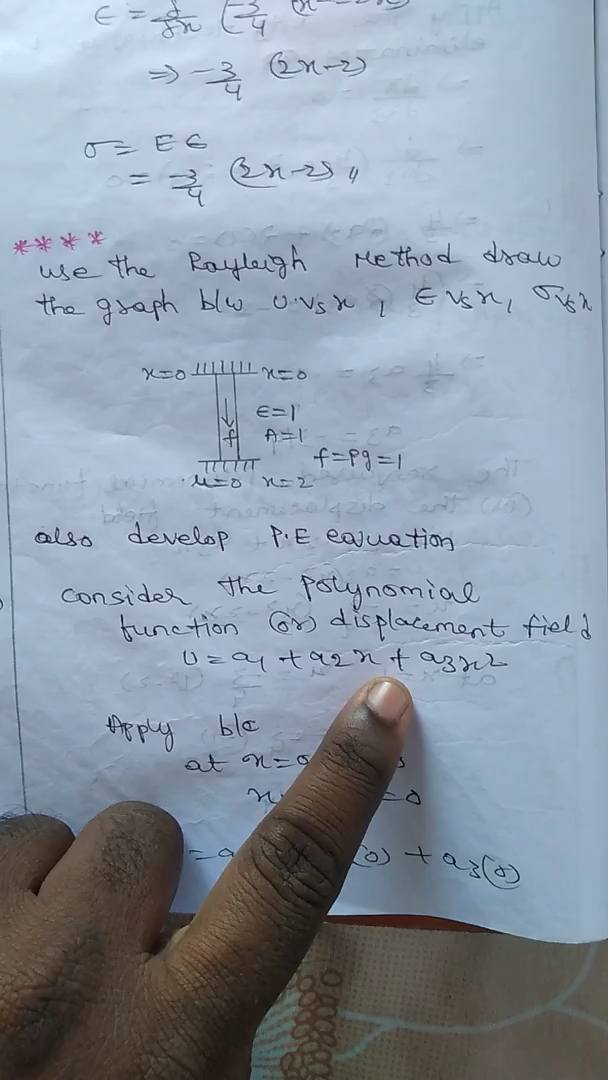 ⇒ -3/4 (2x-2)
σ = E ε
= -3/4 (2x-2) "
****
Use the Rayleigh Method draw
the graph b/w U vs x, ε vs x, σ vs x
x=0 x=0
E=1
f A=1
f=ρg=1
u=0 x=2
also develop P.E equation
consider the polynomial
function (or) displacement field
U = a1 + a2x + a3x2
Apply b/c
at x=0
=0
+ a3(0)